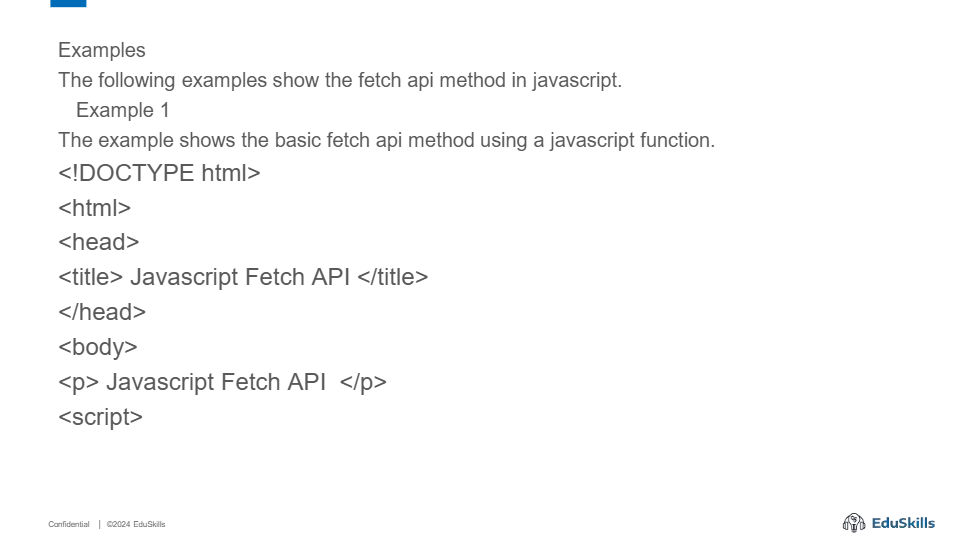 Examples
The following examples show the fetch api method in javascript.
Example 1
The example shows the basic fetch api method using a javascript function.
<!DOCTYPE html>
<html>
<head>
<title> Javascript Fetch API </title>
</head>
<body>
<p> Javascript Fetch API  </p>
<script>
Confidential | ©2024 EduSkills
EduSkills